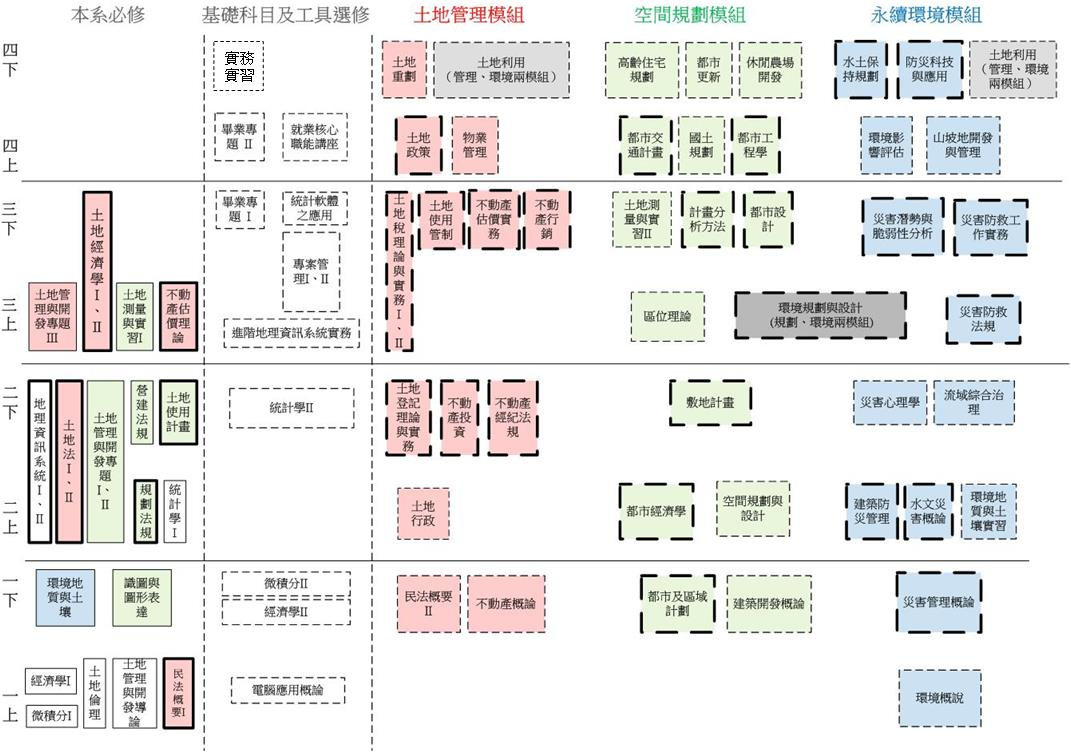 本系必修
基礎科目及工具選修
土地管理模組
空間規劃模組
永續環境模組
四
下
實務
實習
土地
重劃
土地利用
（管理、環境兩模組）
高齡住宅
規劃
都市
更新
休閒農場
開發
水土保
持規劃
防災科技
與應用
土地利用
（管理、環境
兩模組）
四
上
畢業專
題 II
就業核心
職能講座
土地
政策
物業
管理
都市交
通計畫
國土
規劃
都市工
程學
環境影
響評估
山坡地開發
與管理
三
下
土地經濟學I、II
畢業專
題 I
統計軟體
之應用
專案管
理I、II
土地稅理論與實務I、II
土地
使用
管制
不動產
估價實
務
不動
產行
銷
土地測
量與實
習II
計畫分
析方法
都市設
計
災害潛勢與
脆弱性分析
災害防救工
作實務
三
上
土地管
理與開
發專題
III
土地
測量
與實
習I
不動
產估
價理
論
進階地理資訊系統實務
區位理論
環境規劃與設計
(規劃、環境兩模組)
災害防救
法規
二
下
地理資訊系統I、II
土地法I、II
土地
管理
與開
發專
題I、II
營建法規
土地
使用
計畫
統計學II
土地
登記
理論
與實
務
不動
產投
資
不動產
經紀法
規
敷地計畫
災害心理學
流域綜合治
理
二
上
規劃法規
統計學I
土地
行政
都市經濟學
空間規劃與
設計
建築防
災管理
水文災
害概論
環境地
質與土
壤實習
一
下
環境地
質與土
壤
識圖與
圖形表
達
微積分II
經濟學II
民法概要
II
不動產概論
都市及區域
計劃
建築開發概論
災害管理概論
一
上
經濟學I
微積分I
土地倫理
土地
管理
與開
發導
論
民法概要I
電腦應用概論
環境概說